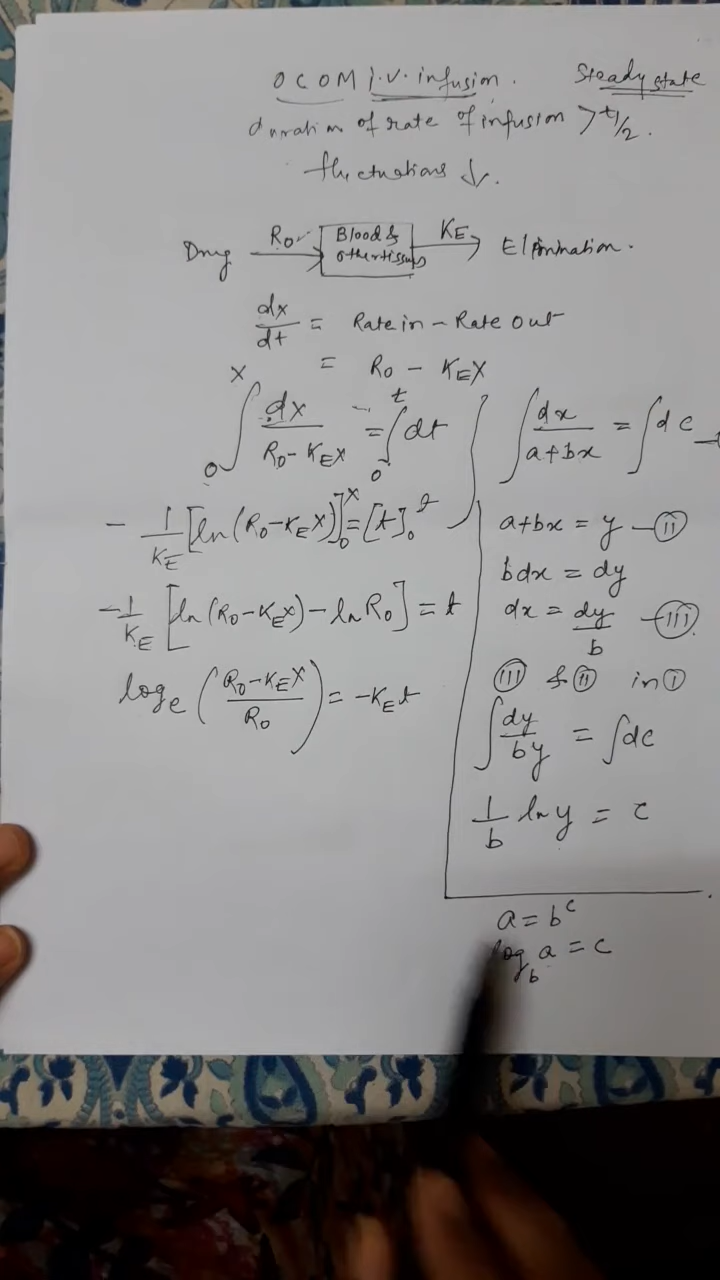 OCOM i.v. infusion. Steady state
duration of rate of infusion > t1/2.
fluctuations ↓.
Drug R0 → Blood & KE → Elimination.
other tissues
dx/dt = Rate in – Rate out
= R0 – KEX
∫₀ˣ dx/(R0 – KEX) = ∫₀ᵗ dt
– 1/KE [ln(R0–KEX)]₀ˣ = [t]₀ᵗ
–1/KE [ln(R0–KEX) – ln R0] = t
loge ((R0–KEX)/R0) = –KEt
∫ dx/(a+bx) = ∫dc
a+bx = y –(II)
bdx = dy
dx = dy/b –(III)
(III) & (II) in (I)
∫ dy/by = ∫dc
1/b ln y = c
a = b^c
log_b a = c